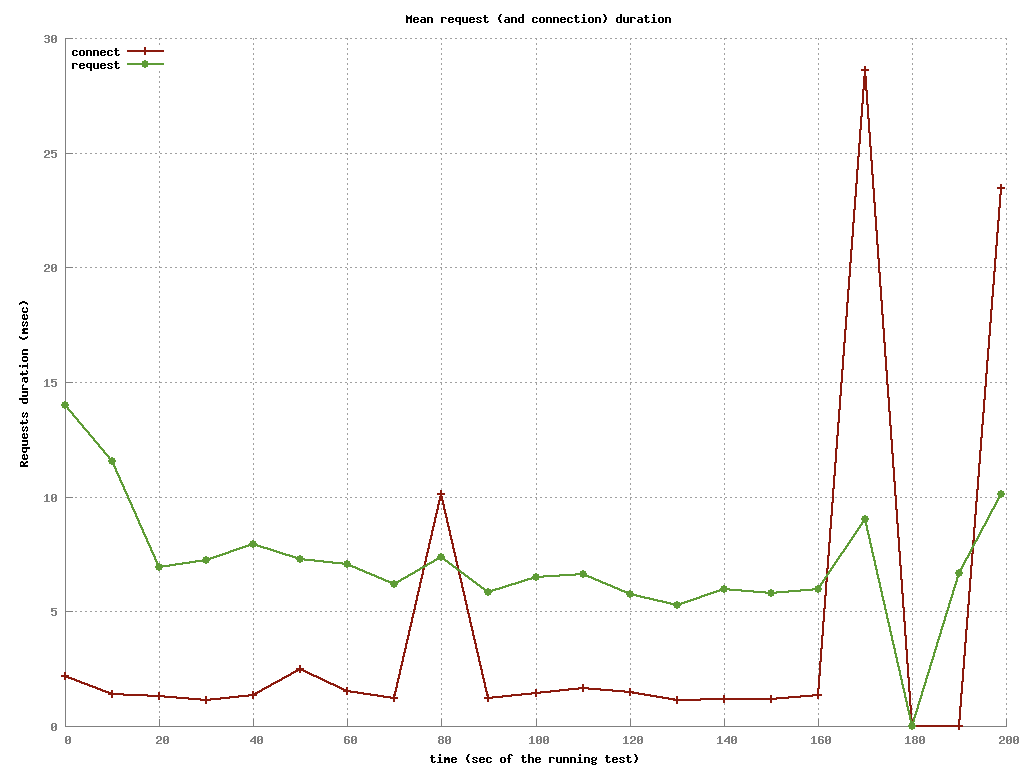 Mean request (and connection) duration
connect
request
30
25
20
15
10
5
0
Requests duration (msec)
0 20 40 60 80 100 120 140 160 180 200
time (sec of the running test)